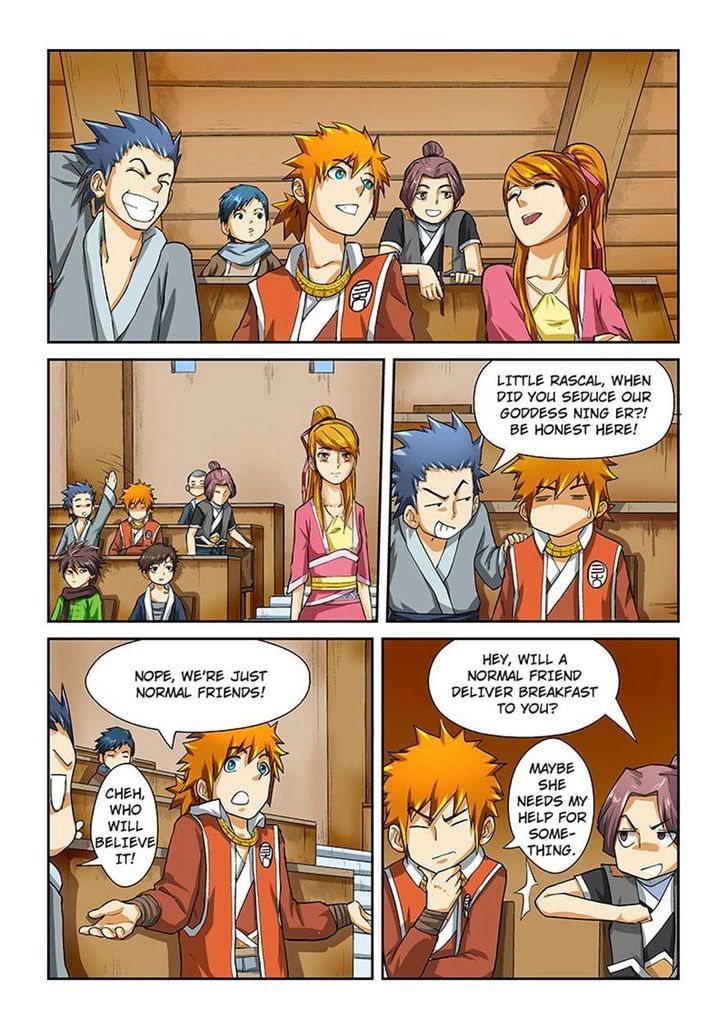 LITTLE RASCAL, WHEN
DID YOU SEDUCE OUR
GODDESS NING ER?!
BE HONEST HERE!
NOPE, WE'RE JUST
NORMAL FRIENDS!
CHEH,
WHO
WILL
BELIEVE
IT!
HEY, WILL A
NORMAL FRIEND
DELIVER BREAKFAST
TO YOU?
MAYBE
SHE
NEEDS MY
HELP FOR
SOME-
THING.